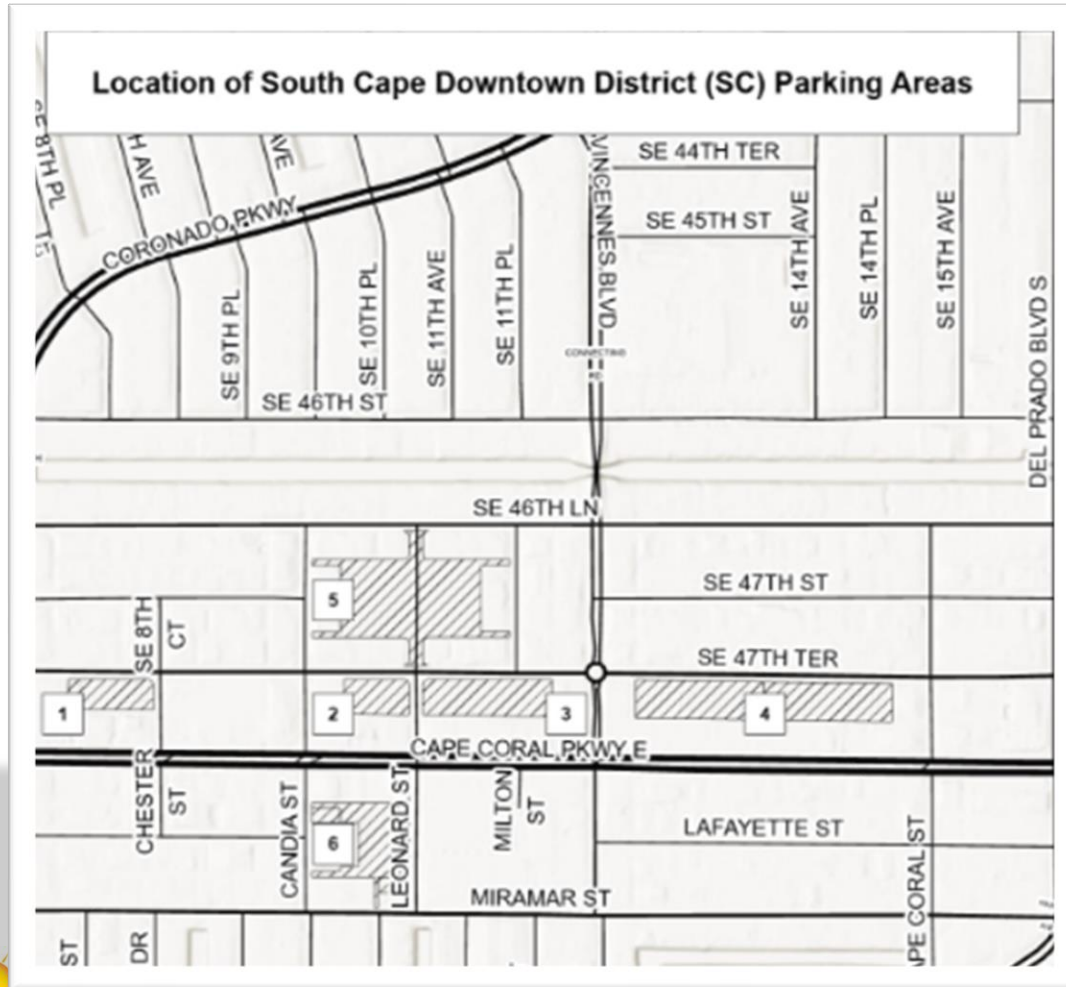 Location of South Cape Downtown District (SC) Parking Areas
SE 8TH PL
H AVE
AVE
VINCENNES BLVD
SE 44TH TER
CORONADO PKWY
SE 45TH ST
SE 14TH AVE
SE 14TH PL
SE 15TH AVE
SE 9TH PL
SE 10TH PL
SE 11TH AVE
SE 11TH PL
DEL PRADO BLVD S
CONNECTING
RD
SE 46TH ST
SE 46TH LN
SE 47TH ST
5
SE 8TH
CT
SE 47TH TER
1
2
3
4
CAPE CORAL PKWY E
CHESTER
ST
CANDIA ST
LEONARD ST
MILTON
ST
LAFAYETTE ST
6
MIRAMAR ST
APE CORAL ST
ST
DR